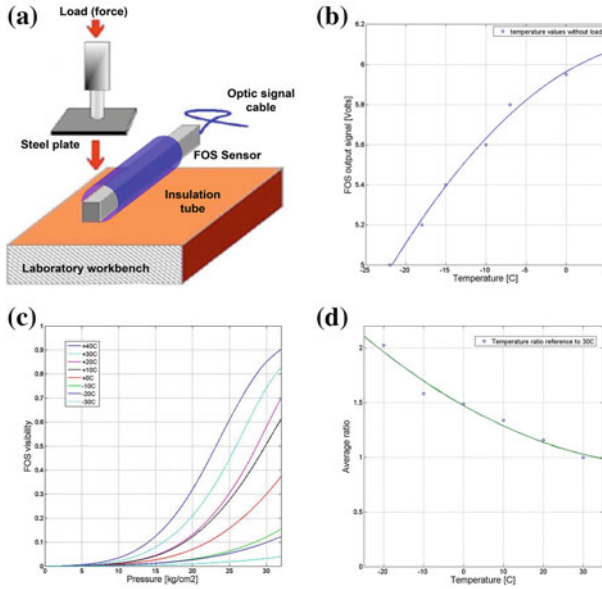 (a)
Load (force)
Optic signal
cable
Steel plate
FOS Sensor
Insulation
tube
Laboratory workbench
(b)
temperature values without load
FOS output signal [Volts]
6
5.8
5.6
5.4
5.2
5
-25 -20 -15 -10 -5 0
Temperature [C]
(c)
+40C
+30C
+20C
+10C
+0C
-10C
-20C
-30C
FOS visibility
1
0.9
0.8
0.7
0.6
0.5
0.4
0.3
0.2
0.1
0
0 5 10 15 20 25 30
Pressure [kg/cm2]
(d)
Temperature ratio reference to 30C
Average ratio
2
1.5
1
0.5
0
-20 -10 0 10 20 30
Temperature [C]